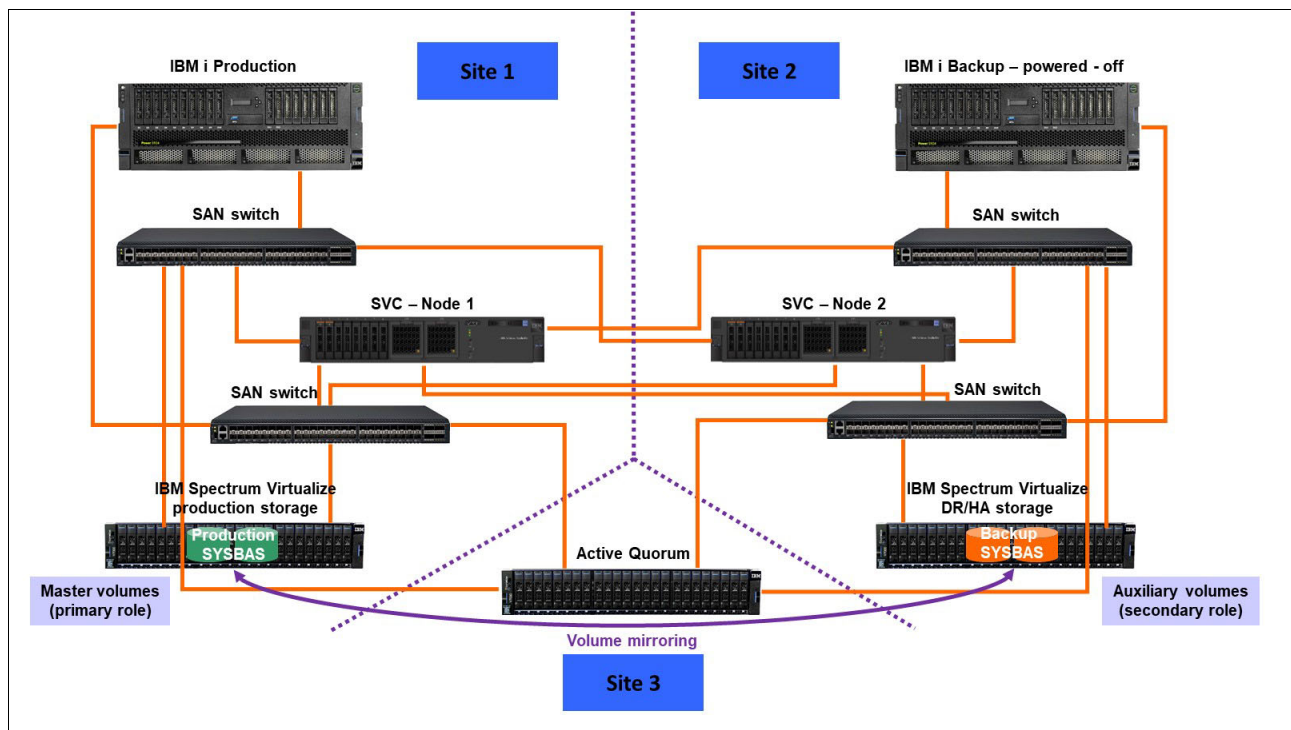 Site 1
Site 2
IBM i Production
IBM i Backup – powered - off
SAN switch
SAN switch
SVC – Node 1
SVC – Node 2
SAN switch
SAN switch
IBM Spectrum Virtualize
production storage
IBM Spectrum Virtualize
DR/HA storage
Production
SYSBAS
Backup
SYSBAS
Active Quorum
Master volumes
(primary role)
Auxiliary volumes
(secondary role)
Volume mirroring
Site 3